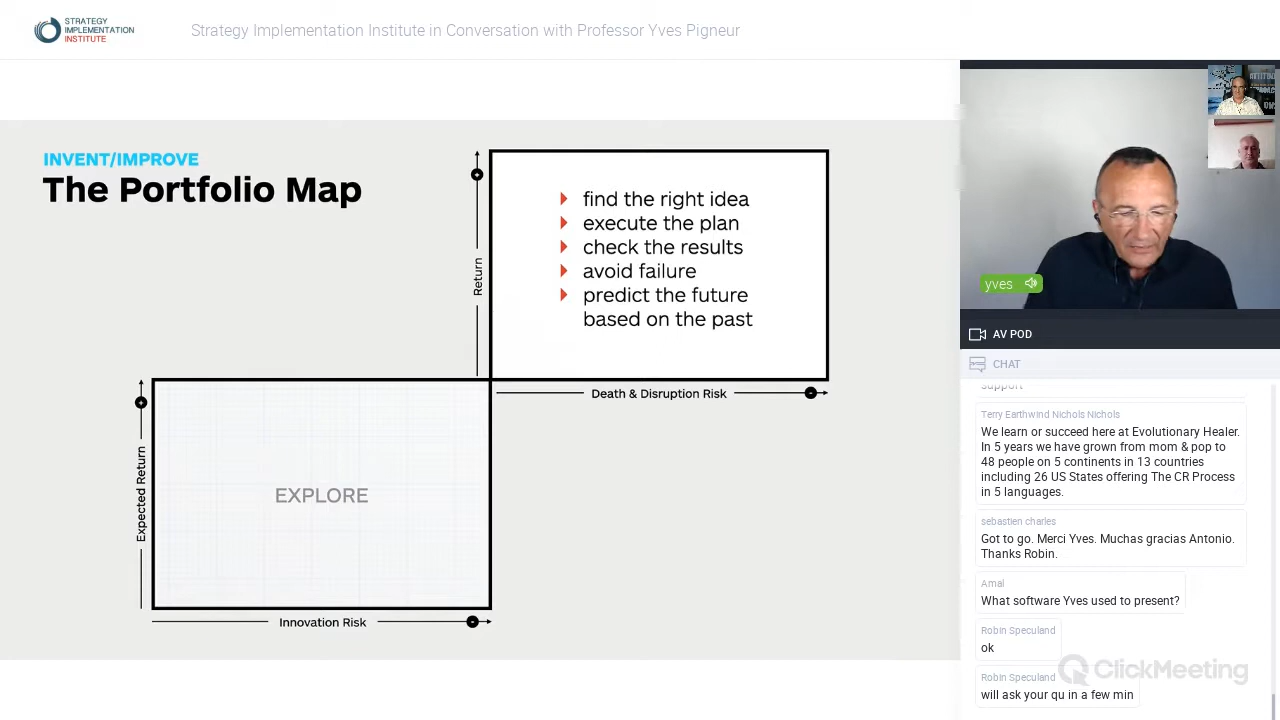 STRATEGY
IMPLEMENTATION
INSTITUTE
Strategy Implementation Institute in Conversation with Professor Yves Pigneur
INVENT/IMPROVE
The Portfolio Map
Return
find the right idea
execute the plan
check the results
avoid failure
predict the future
based on the past
Death & Disruption Risk
Expected Return
EXPLORE
Innovation Risk
yves
AV POD
CHAT
support
Terry Earthwind Nichols Nichols
We learn or succeed here at Evolutionary Healer.
In 5 years we have grown from mom & pop to
48 people on 5 continents in 13 countries
including 26 US States offering The CR Process
in 5 languages.
sebastien charles
Got to go. Merci Yves. Muchas gracias Antonio.
Thanks Robin.
Amal
What software Yves used to present?
Robin Speculand
ok
Robin Speculand
will ask your qu in a few min
ClickMeeting